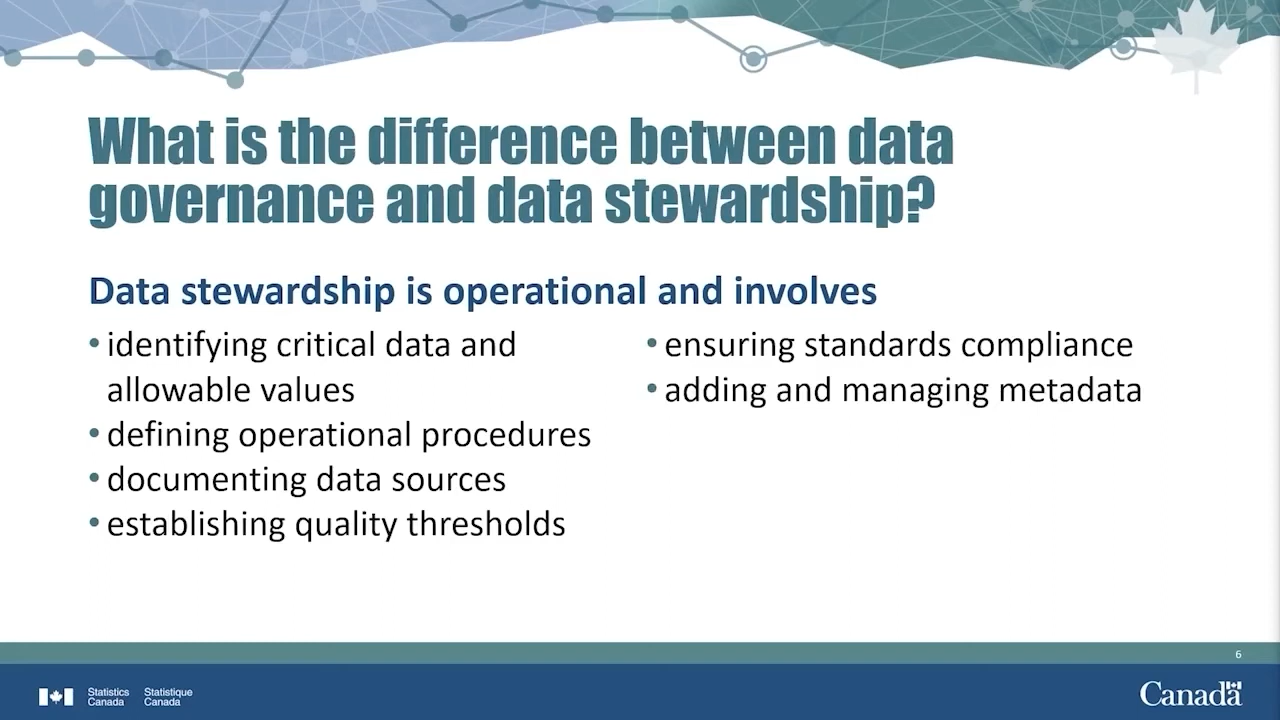 What is the difference between data
governance and data stewardship?
Data stewardship is operational and involves
• identifying critical data and
allowable values
• defining operational procedures
• documenting data sources
• establishing quality thresholds
• ensuring standards compliance
• adding and managing metadata
6
Statistics
Canada
Statistique
Canada
Canada